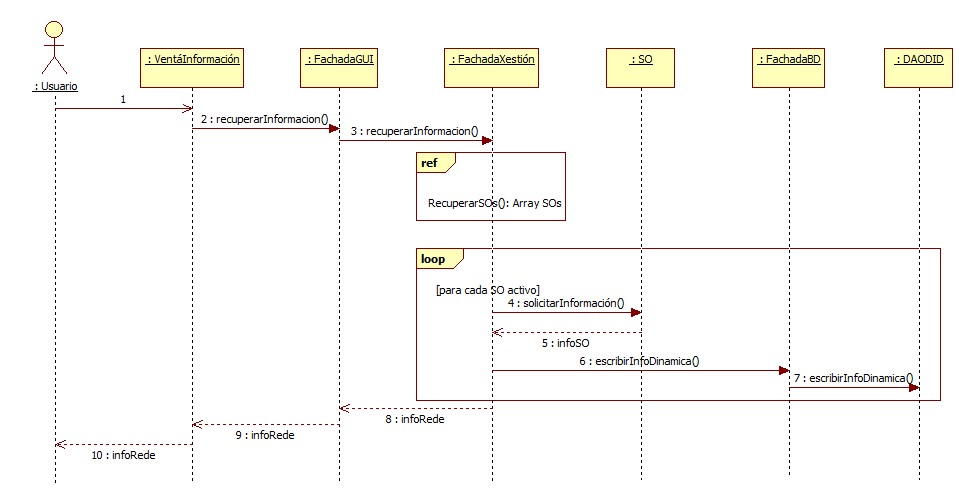 : Usuario
: VentáInformación
: FachadaGUI
: FachadaXestión
: SO
: FachadaBD
: DAODID
1
2 : recuperarInformacion()
3 : recuperarInformacion()
ref
RecuperarSOs(): Array SOs
loop
[para cada SO activo]
4 : solicitarInformación()
5 : infoSO
6 : escribirInfoDinamica()
7 : escribirInfoDinamica()
8 : infoRede
9 : infoRede
10 : infoRede